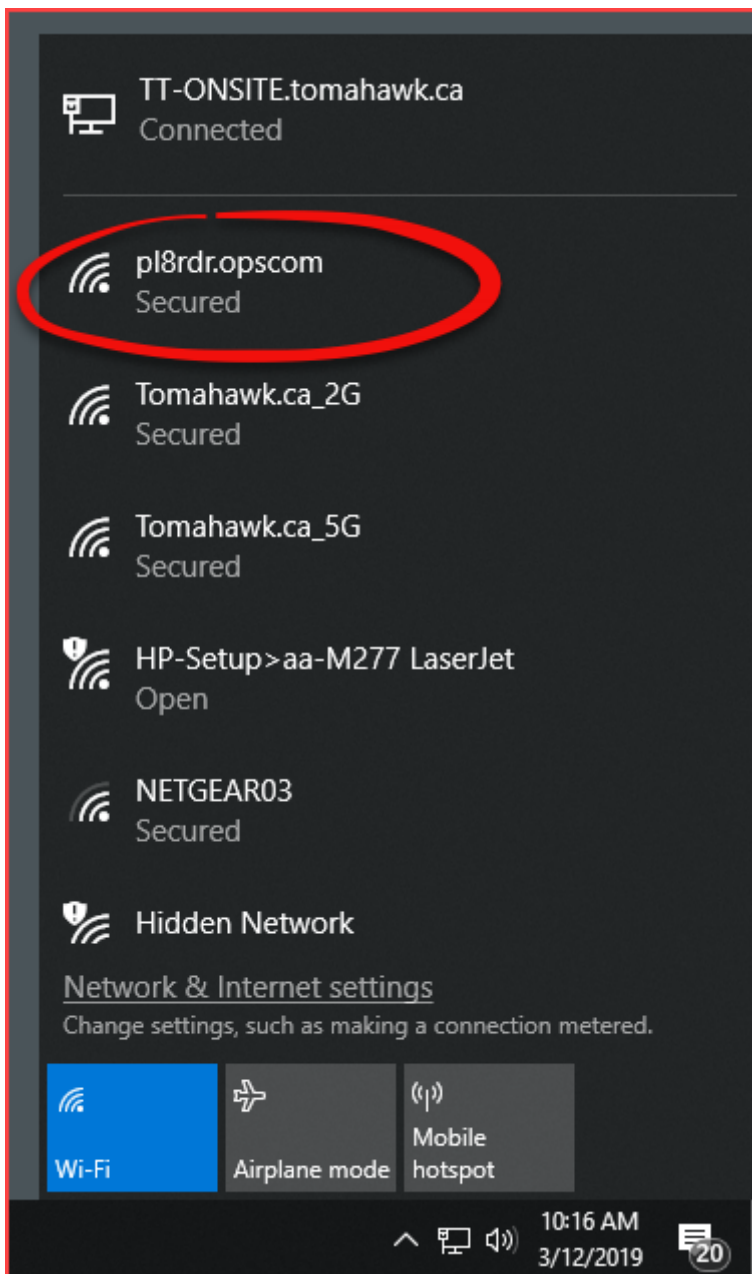 TT-ONSITE.tomahawk.ca
Connected
pl8rdr.opscom
Secured
Tomahawk.ca_2G
Secured
Tomahawk.ca_5G
Secured
HP-Setup>aa-M277 LaserJet
Open
NETGEAR03
Secured
Hidden Network
Network & Internet settings
Change settings, such as making a connection metered.
Wi-Fi
Airplane mode
Mobile
hotspot
10:16 AM
3/12/2019
20